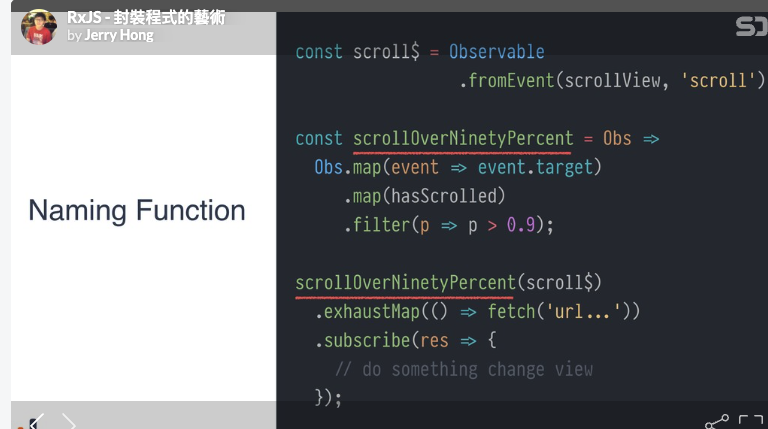 RxJS - 封裝程式的藝術
by Jerry Hong
Naming Function
const scroll$ = Observable
.fromEvent(scrollView, 'scroll')
const scrollOverNinetyPercent = Obs =>
Obs.map(event => event.target)
.map(hasScrolled)
.filter(p => p > 0.9);
scrollOverNinetyPercent(scroll$)
.exhaustMap(() => fetch('url...'))
.subscribe(res => {
// do something change view
});